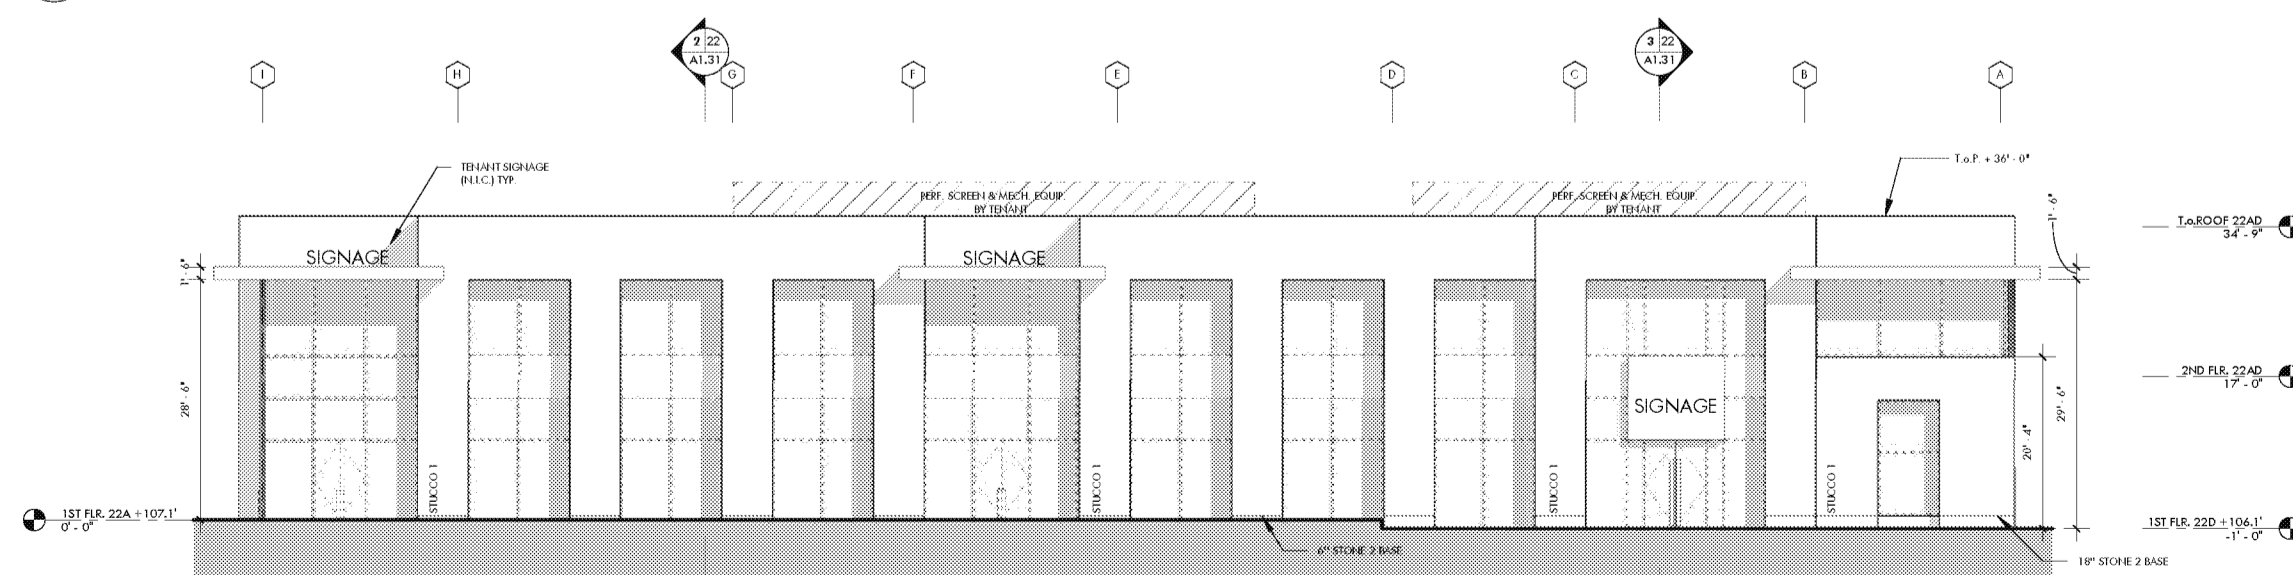 2 22
A1.31
3 22
A1.31
I
H
G
F
E
D
C
B
A
TENANT SIGNAGE
(N.I.C.) TYP.
T.o.P. + 36' - 0"
PERF. SCREEN & MECH. EQUIP.
BY TENANT
PERF. SCREEN & MECH. EQUIP.
BY TENANT
1' - 6"
T.o.ROOF 22AD
34' - 9"
SIGNAGE
SIGNAGE
1' - 6"
2ND FLR. 22AD
17' - 0"
28' - 6"
SIGNAGE
29' - 6"
20' - 4"
STUCCO 1
STUCCO 1
STUCCO 1
STUCCO 1
1ST FLR. 22A +107.1'
0' - 0"
1ST FLR. 22D +106.1'
-1' - 0"
6" STONE 2 BASE
18" STONE 2 BASE